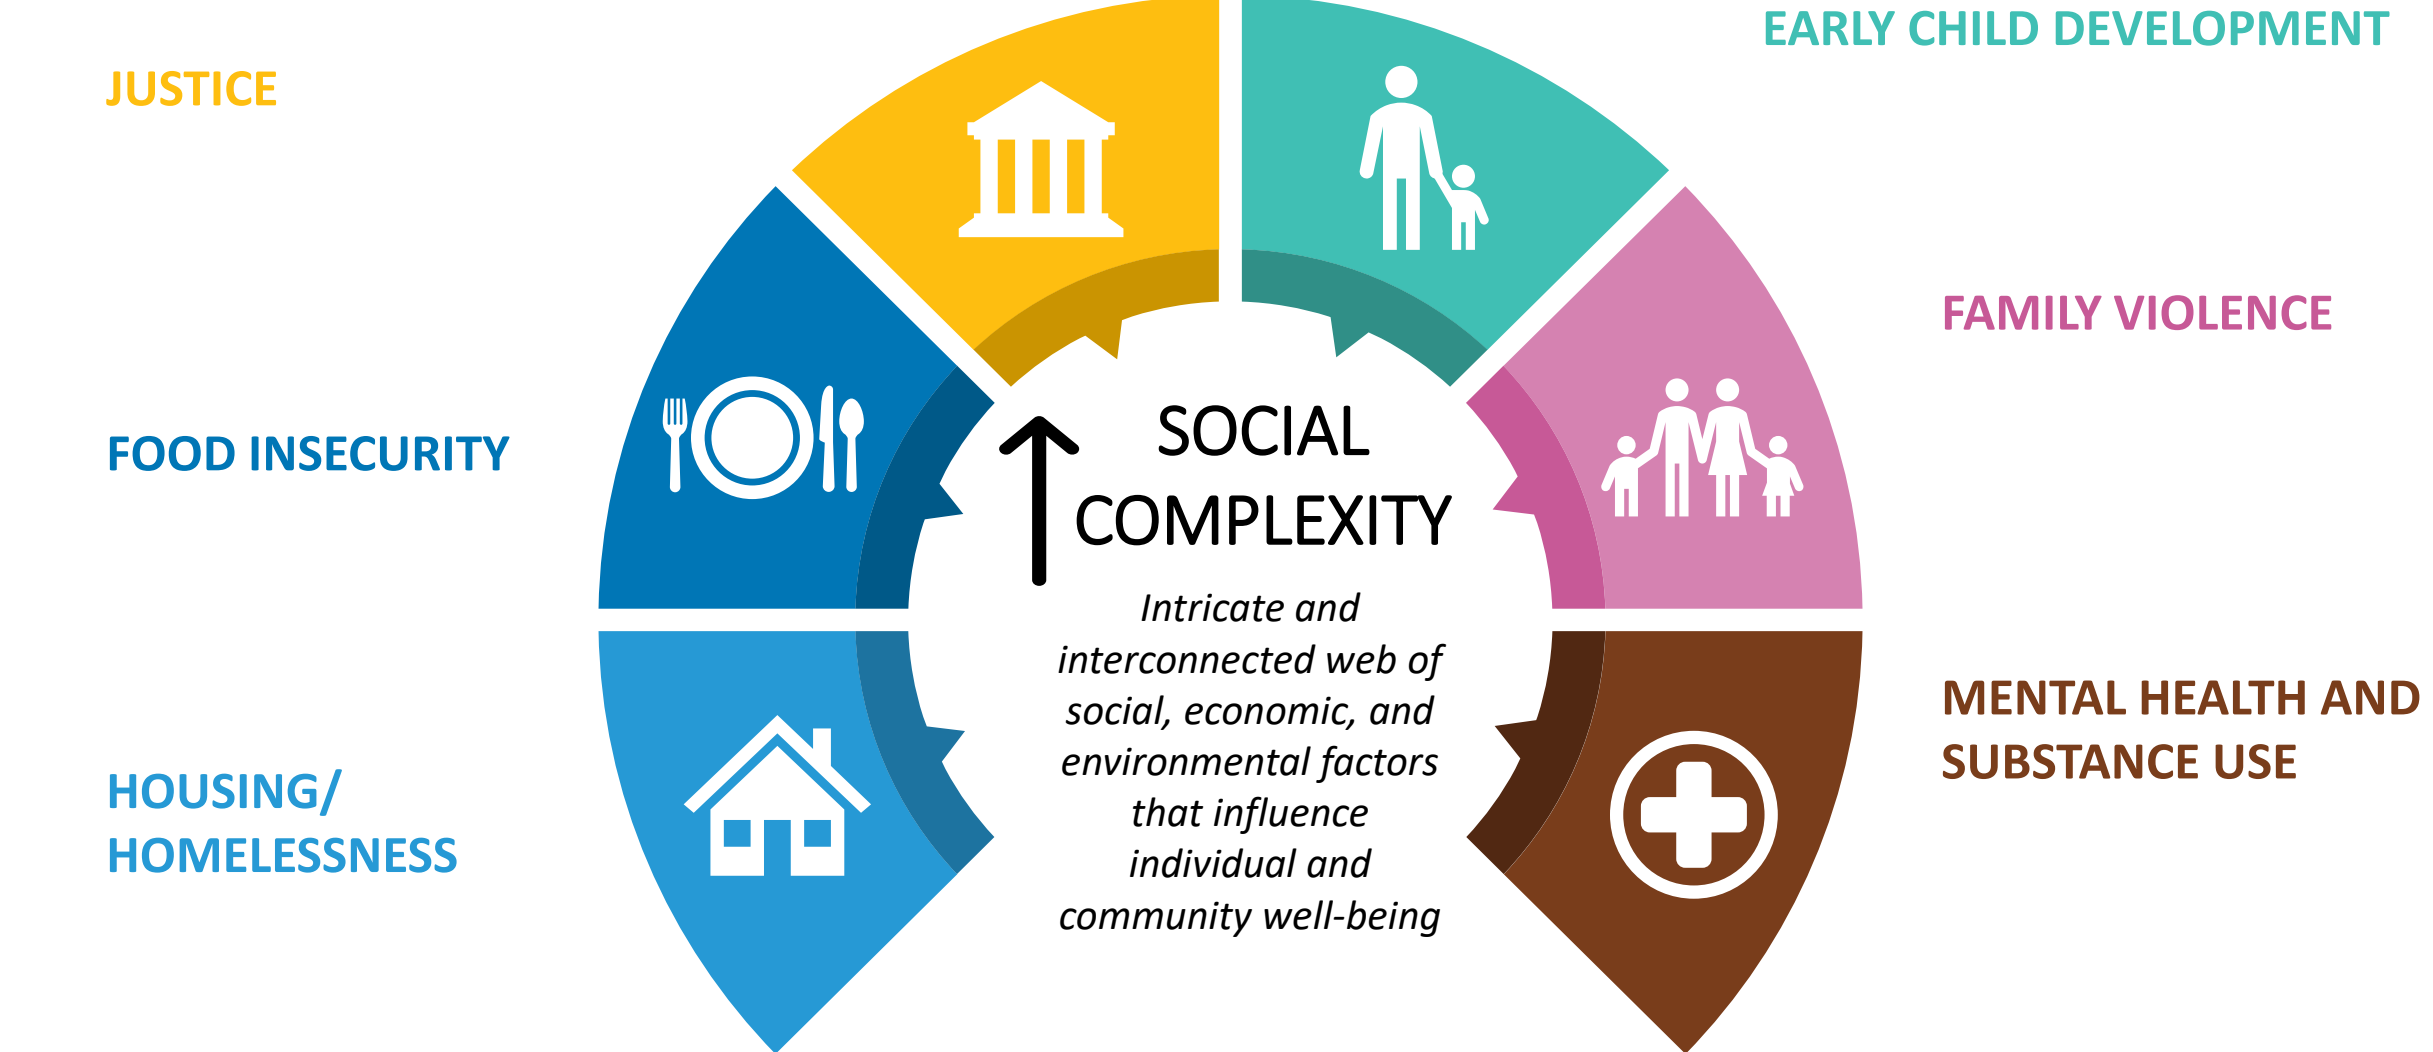 JUSTICE
FOOD INSECURITY
HOUSING/
HOMELESSNESS
EARLY CHILD DEVELOPMENT
FAMILY VIOLENCE
MENTAL HEALTH AND
SUBSTANCE USE
SOCIAL
COMPLEXITY
Intricate and
interconnected web of
social, economic, and
environmental factors
that influence
individual and
community well-being